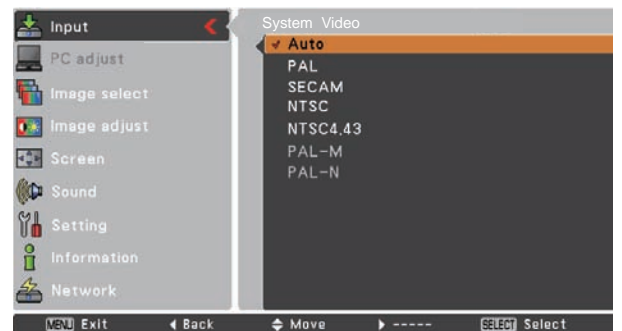 Input
PC adjust
Image select
Image adjust
Screen
Sound
Setting
Information
Network
System Video
Auto
PAL
SECAM
NTSC
NTSC4.43
PAL-M
PAL-N
MENU Exit
Back
Move
-----
SELECT Select